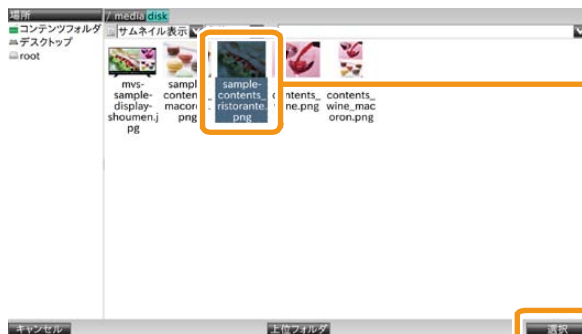 場所
コンテンツフォルダ
デスクトップ
root
/ media disk
サムネイル表示
mvs-
sample-
display-
shoumen.j
pg
sampl
conten
macor
png
sample-
contents_
ristorante.
png
ntents_
ne.png
contents_
wine_mac
oron.png
キャンセル
上位フォルダ
選択